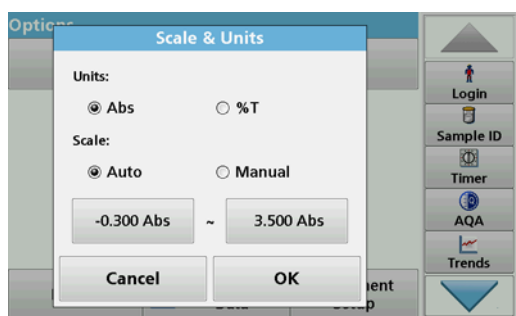 Options
Scale & Units
Units:
Abs
%T
Scale:
Auto
Manual
-0.300 Abs ~ 3.500 Abs
Cancel
OK
Login
Sample ID
Timer
AQA
Trends